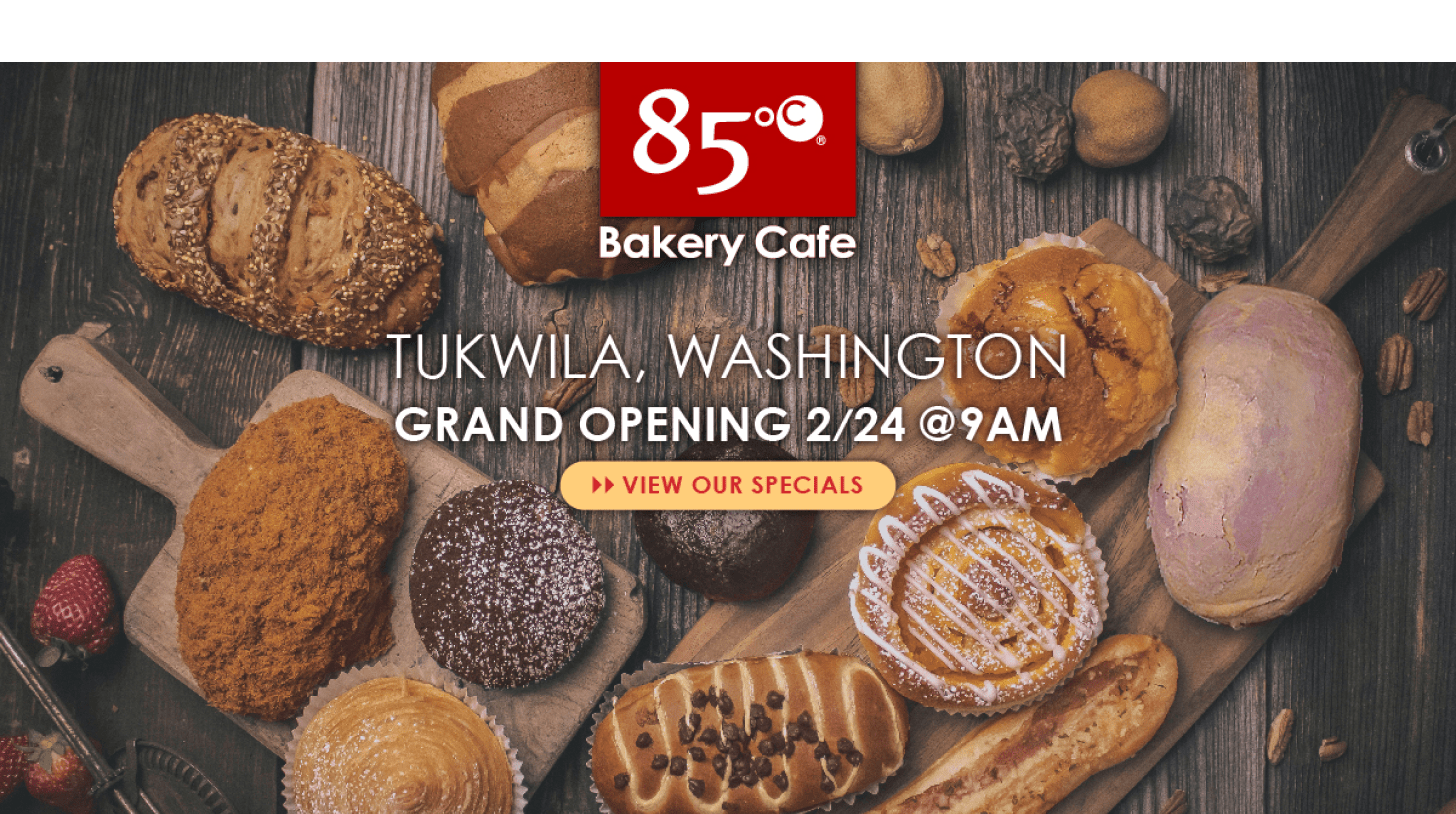 85°C®
Bakery Cafe
TUKWILA, WASHINGTON
GRAND OPENING 2/24 @9AM
VIEW OUR SPECIALS